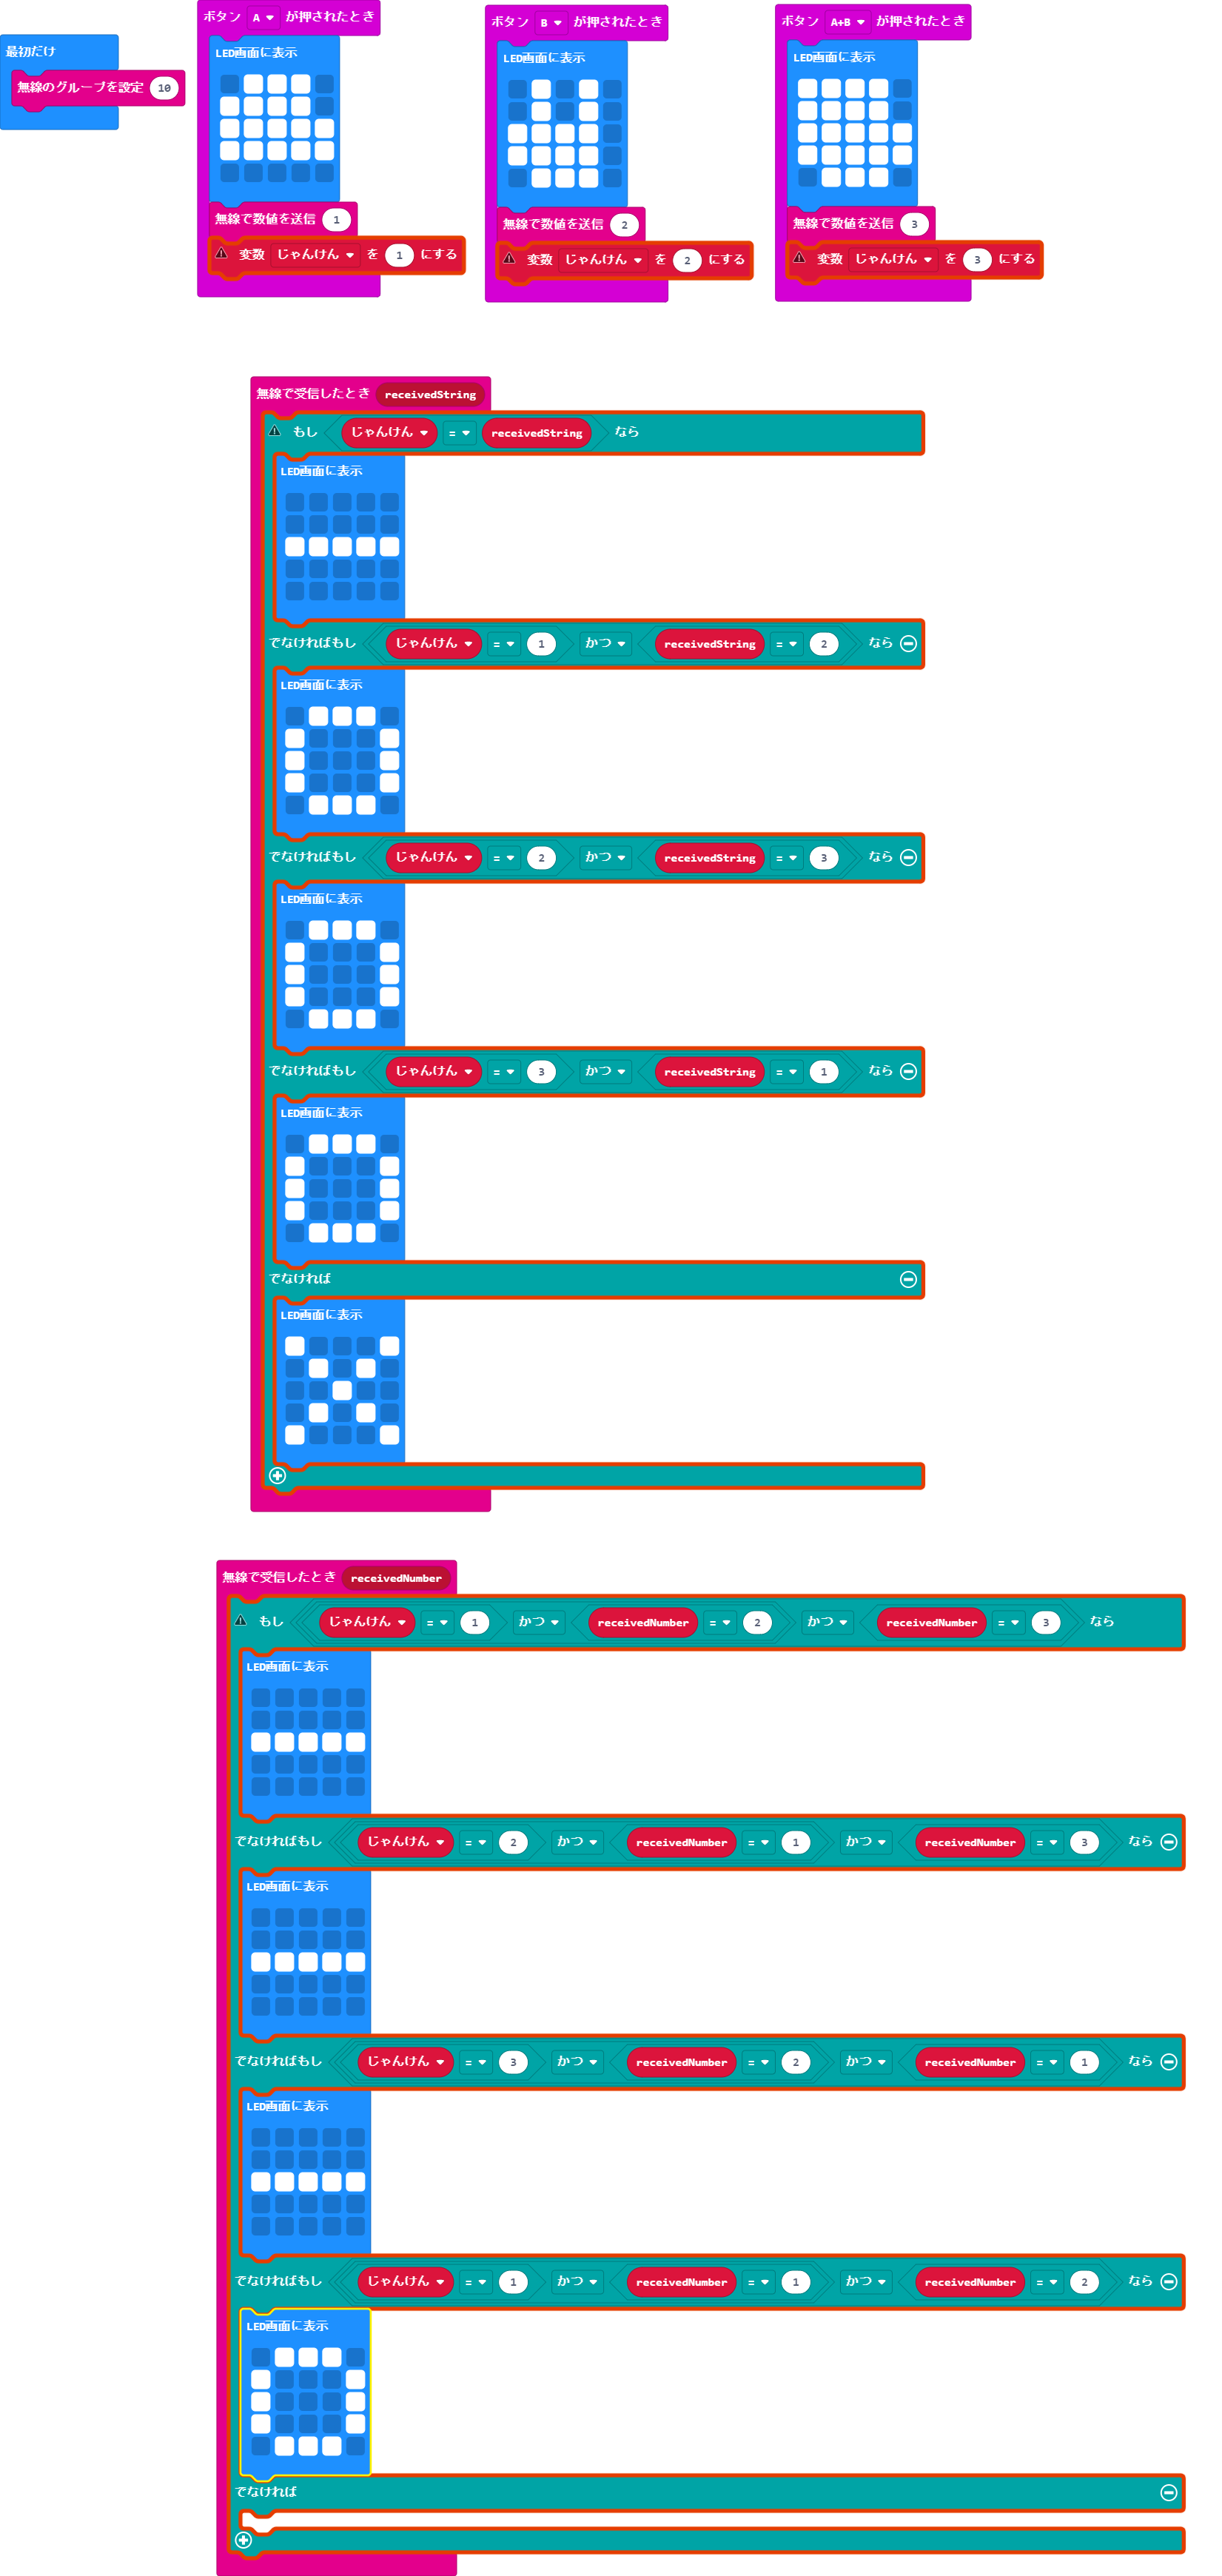 最初だけ
無線のグループを設定 10
ボタン A が押されたとき
LED画面に表示
無線で数値を送信 1
変数 じゃんけん を 1 にする
ボタン B が押されたとき
LED画面に表示
無線で数値を送信 2
変数 じゃんけん を 2 にする
ボタン A+B が押されたとき
LED画面に表示
無線で数値を送信 3
変数 じゃんけん を 3 にする
無線で受信したとき receivedString
もし じゃんけん = receivedString なら
LED画面に表示
でなければもし じゃんけん = 1 かつ receivedString = 2 なら
LED画面に表示
でなければもし じゃんけん = 2 かつ receivedString = 3 なら
LED画面に表示
でなければもし じゃんけん = 3 かつ receivedString = 1 なら
LED画面に表示
でなければ
LED画面に表示
無線で受信したとき receivedNumber
もし じゃんけん = 1 かつ receivedNumber = 2 かつ receivedNumber = 3 なら
LED画面に表示
でなければもし じゃんけん = 2 かつ receivedNumber = 1 かつ receivedNumber = 3 なら
LED画面に表示
でなければもし じゃんけん = 3 かつ receivedNumber = 2 かつ receivedNumber = 1 なら
LED画面に表示
でなければもし じゃんけん = 1 かつ receivedNumber = 1 かつ receivedNumber = 2 なら
LED画面に表示
でなければ